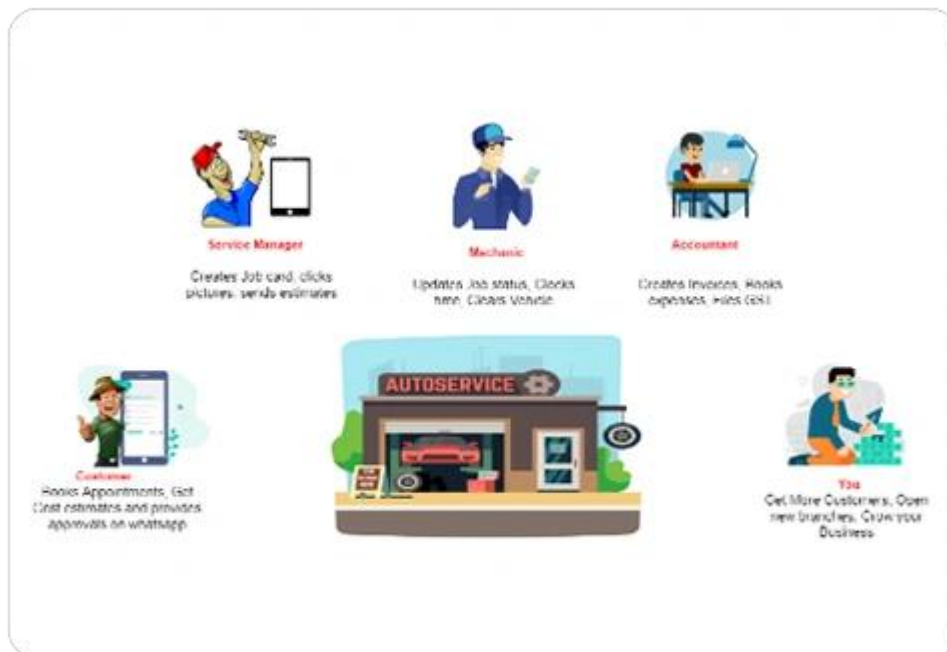 Service Manager
Creates Job card, clicks
pictures, sends estimates
Mechanic
Updates Job status, Clocks
time, Clears Vehicle
Accountant
Creates Invoices, Books
expenses, Files GST
AUTOSERVICE
Customer
Books Appointments, Get
Cost estimates and provides
approvals on whatsapp
You
Get More Customers, Open
new branches, Grow your
Business